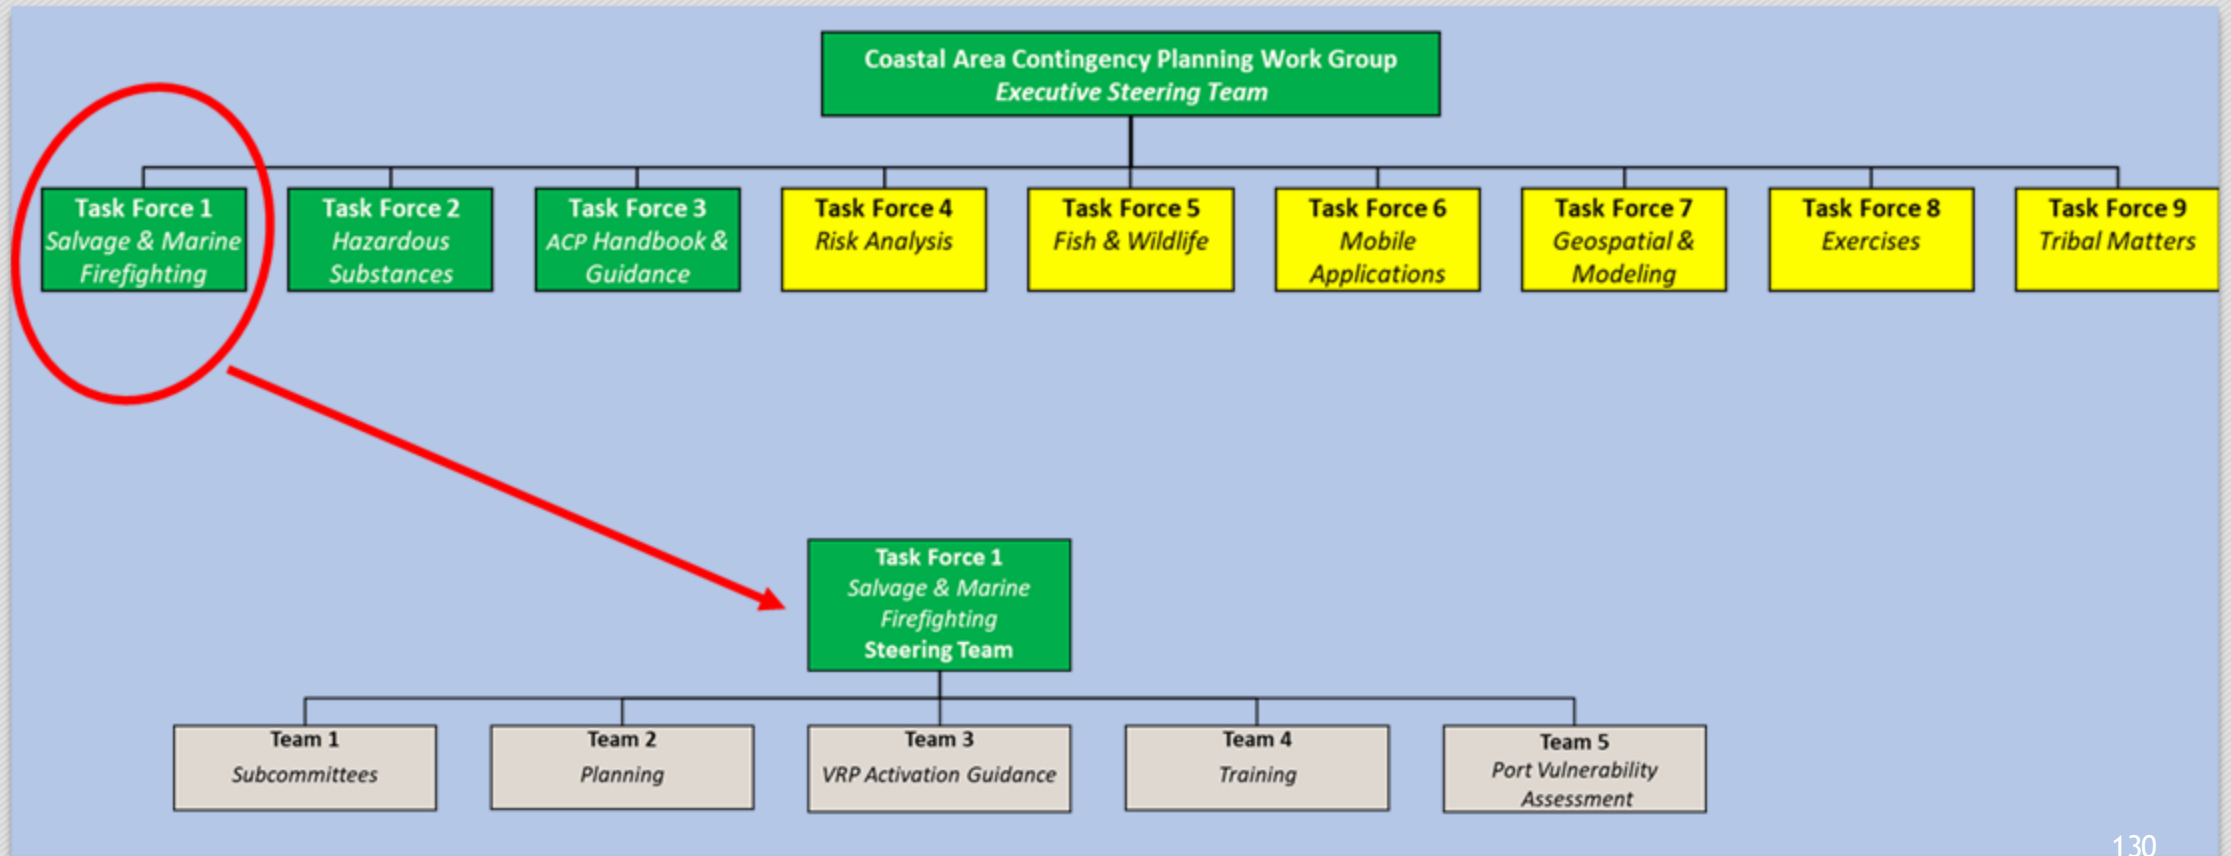 Coastal Area Contingency Planning Work Group
Executive Steering Team
Task Force 1
Salvage & Marine
Firefighting
Task Force 2
Hazardous
Substances
Task Force 3
ACP Handbook &
Guidance
Task Force 4
Risk Analysis
Task Force 5
Fish & Wildlife
Task Force 6
Mobile
Applications
Task Force 7
Geospatial &
Modeling
Task Force 8
Exercises
Task Force 9
Tribal Matters
Task Force 1
Salvage & Marine
Firefighting
Steering Team
Team 1
Subcommittees
Team 2
Planning
Team 3
VRP Activation Guidance
Team 4
Training
Team 5
Port Vulnerability
Assessment
130